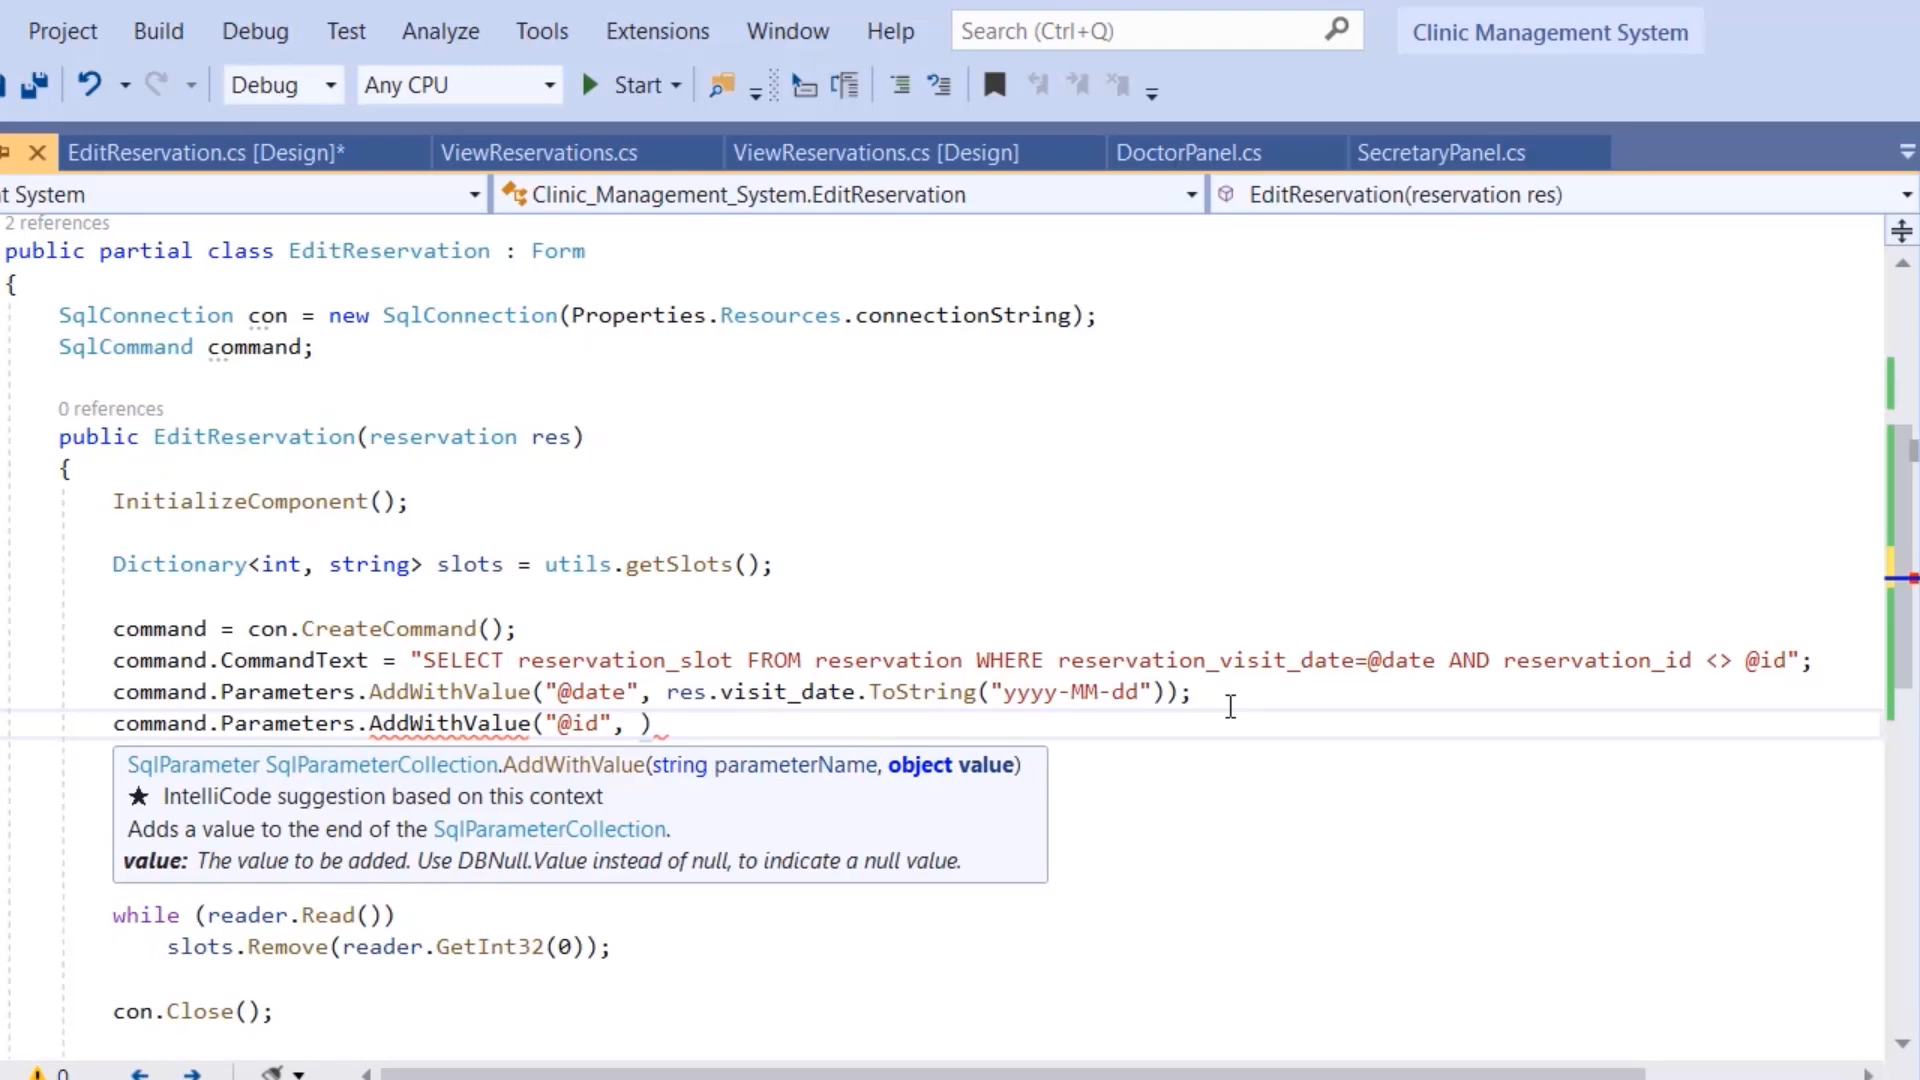 Project Build Debug Test Analyze Tools Extensions Window Help Search (Ctrl+Q) Clinic Management System
Debug Any CPU Start
EditReservation.cs [Design]* ViewReservations.cs ViewReservations.cs [Design] DoctorPanel.cs SecretaryPanel.cs
t System Clinic_Management_System.EditReservation EditReservation(reservation res)
2 references
public partial class EditReservation : Form
{
SqlConnection con = new SqlConnection(Properties.Resources.connectionString);
SqlCommand command;
0 references
public EditReservation(reservation res)
{
InitializeComponent();
Dictionary<int, string> slots = utils.getSlots();
command = con.CreateCommand();
command.CommandText = "SELECT reservation_slot FROM reservation WHERE reservation_visit_date=@date AND reservation_id <> @id";
command.Parameters.AddWithValue("@date", res.visit_date.ToString("yyyy-MM-dd"));
command.Parameters.AddWithValue("@id", )
SqlParameter SqlParameterCollection.AddWithValue(string parameterName, object value)
★ IntelliCode suggestion based on this context
Adds a value to the end of the SqlParameterCollection.
value: The value to be added. Use DBNull.Value instead of null, to indicate a null value.
while (reader.Read())
slots.Remove(reader.GetInt32(0));
con.Close();
0